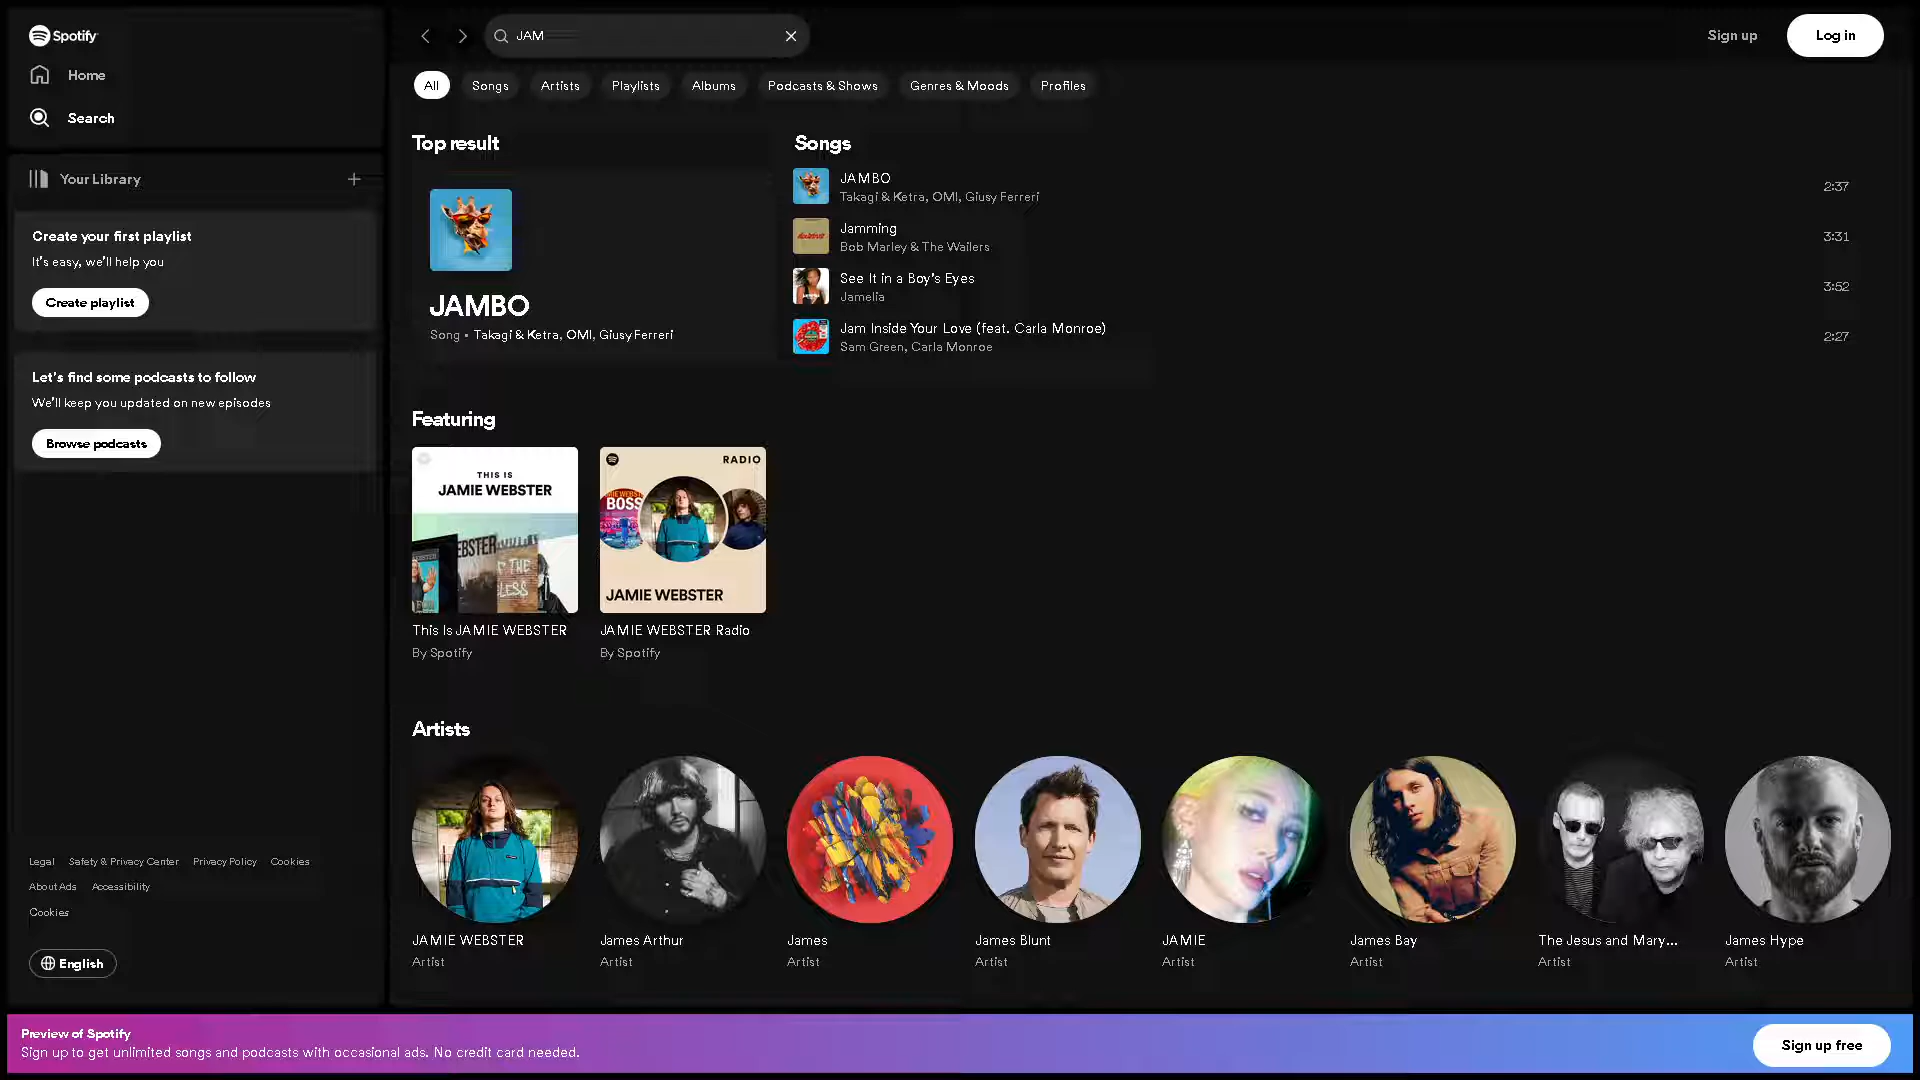 Spotify
Home
Search
Your Library
Create your first playlist
It's easy, we'll help you
Create playlist
Let's find some podcasts to follow
We'll keep you updated on new episodes
Browse podcasts
Legal Safety & Privacy Center Privacy Policy Cookies
About Ads Accessibility
Cookies
English
JAM
Sign up
Log in
All Songs Artists Playlists Albums Podcasts & Shows Genres & Moods Profiles
Top result
JAMBO
Song • Takagi & Ketra, OMI, Giusy Ferreri
Songs
JAMBO
Takagi & Ketra, OMI, Giusy Ferreri
2:37
Jamming
Bob Marley & The Wailers
3:31
See It in a Boy's Eyes
Jamelia
3:52
Jam Inside Your Love (feat. Carla Monroe)
Sam Green, Carla Monroe
2:27
Featuring
THIS IS
JAMIE WEBSTER
EBSTER
THE
LESS
This Is JAMIE WEBSTER
By Spotify
RADIO
BOSS
JAMIE WEBSTER
JAMIE WEBSTER Radio
By Spotify
Artists
JAMIE WEBSTER
Artist
James Arthur
Artist
James
Artist
James Blunt
Artist
JAMIE
Artist
James Bay
Artist
The Jesus and Mary...
Artist
James Hype
Artist
Preview of Spotify
Sign up to get unlimited songs and podcasts with occasional ads. No credit card needed.
Sign up free